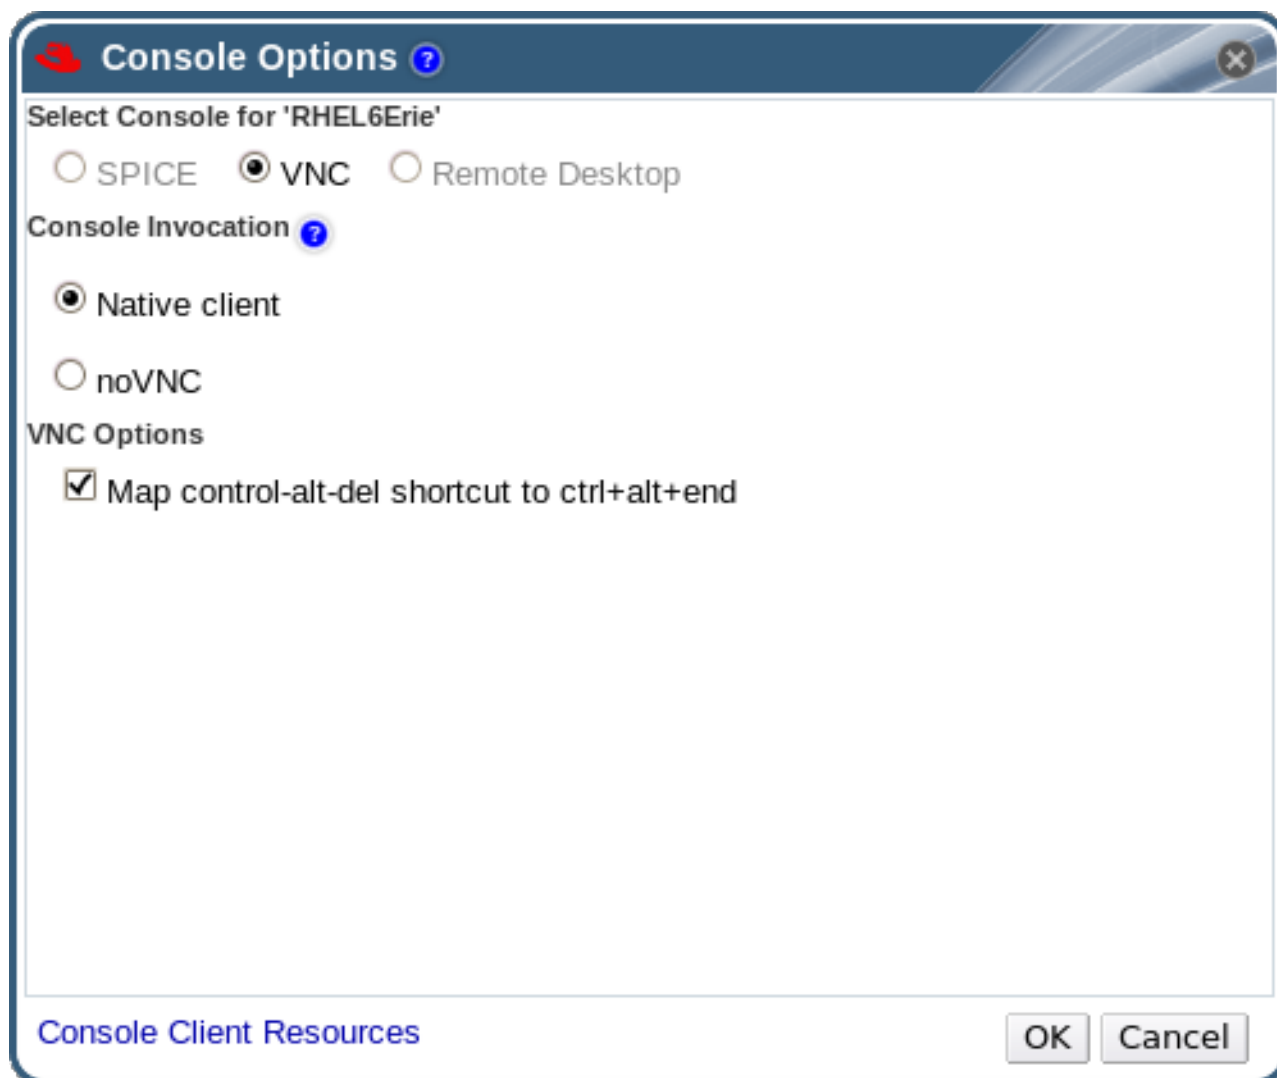 Console Options ?
Select Console for 'RHEL6Erie'
SPICE VNC Remote Desktop
Console Invocation ?
Native client
noVNC
VNC Options
Map control-alt-del shortcut to ctrl+alt+end
Console Client Resources OK Cancel